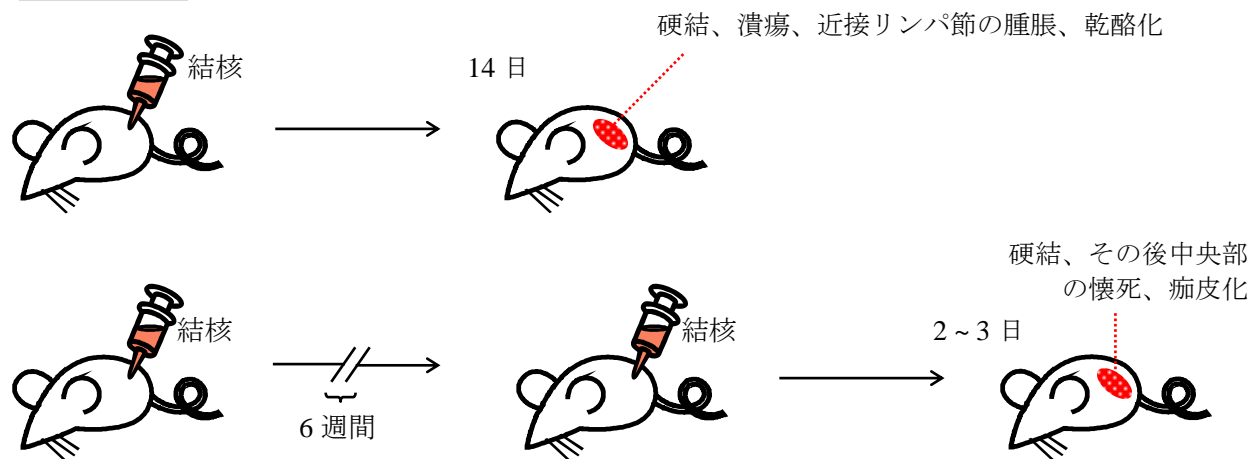 硬結、潰瘍、近接リンパ節の腫脹、乾酪化
結核
14 日
硬結、その後中央部
の懐死、痂皮化
結核
結核
2 ~ 3 日
6 週間